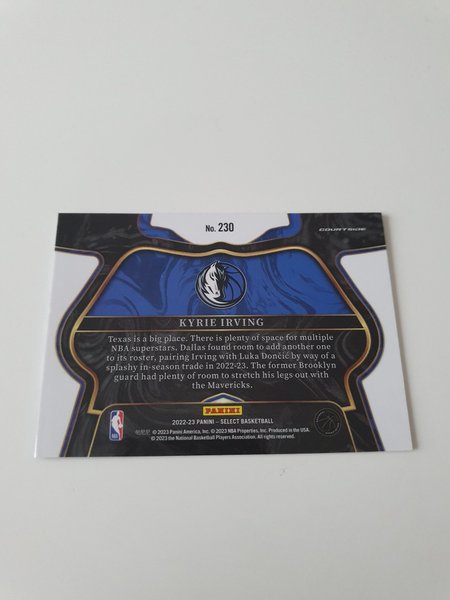 No. 230
COURTSIDE
KYRIE IRVING
Texas is a big place. There is plenty of space for multiple
NBA superstars. Dallas found room to add another one
to its roster, pairing Irving with Luka Dončić by way of a
splashy in-season trade in 2022-23. The former Brooklyn
guard had plenty of room to stretch his legs out with
the Mavericks.
PANINI
2022-23 PANINI – SELECT BASKETBALL
© 2023 Panini America, Inc. © 2023 NBA Properties, Inc. Produced in the USA.
© 2023 the National Basketball Players Association. All rights reserved.
NBA